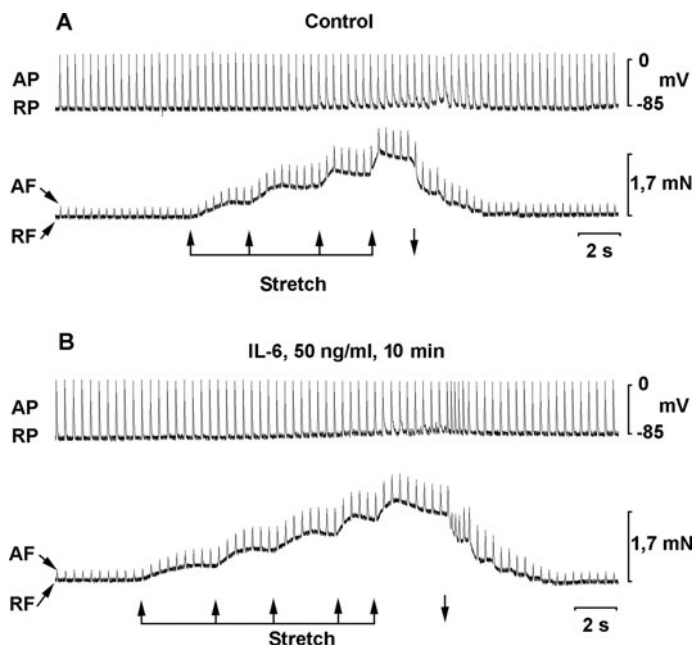 A
Control
AP
RP
0
mV
-85
AF
RF
1,7 mN
2 s
Stretch
B
IL-6, 50 ng/ml, 10 min
AP
RP
0
mV
-85
AF
RF
1,7 mN
2 s
Stretch